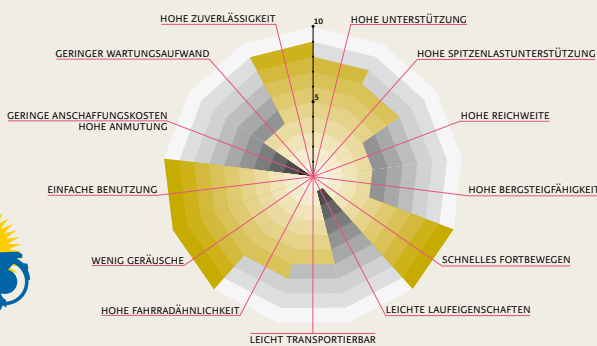 HOHE ZUVERLÄSSIGKEIT
10
HOHE UNTERSTÜTZUNG
GERINGER WARTUNGSAUFWAND
HOHE SPITZENLASTUNTERSTÜTZUNG
5
GERINGE ANSCHAFFUNGSKOSTEN
HOHE ANMUTUNG
HOHE REICHWEITE
EINFACHE BENUTZUNG
HOHE BERGSTEIGFÄHIGKEIT
WENIG GERÄUSCHE
SCHNELLES FORTBEWEGEN
HOHE FAHRRADÄHNLICHKEIT
LEICHTE LAUFEIGENSCHAFTEN
LEICHT TRANSPORTIERBAR